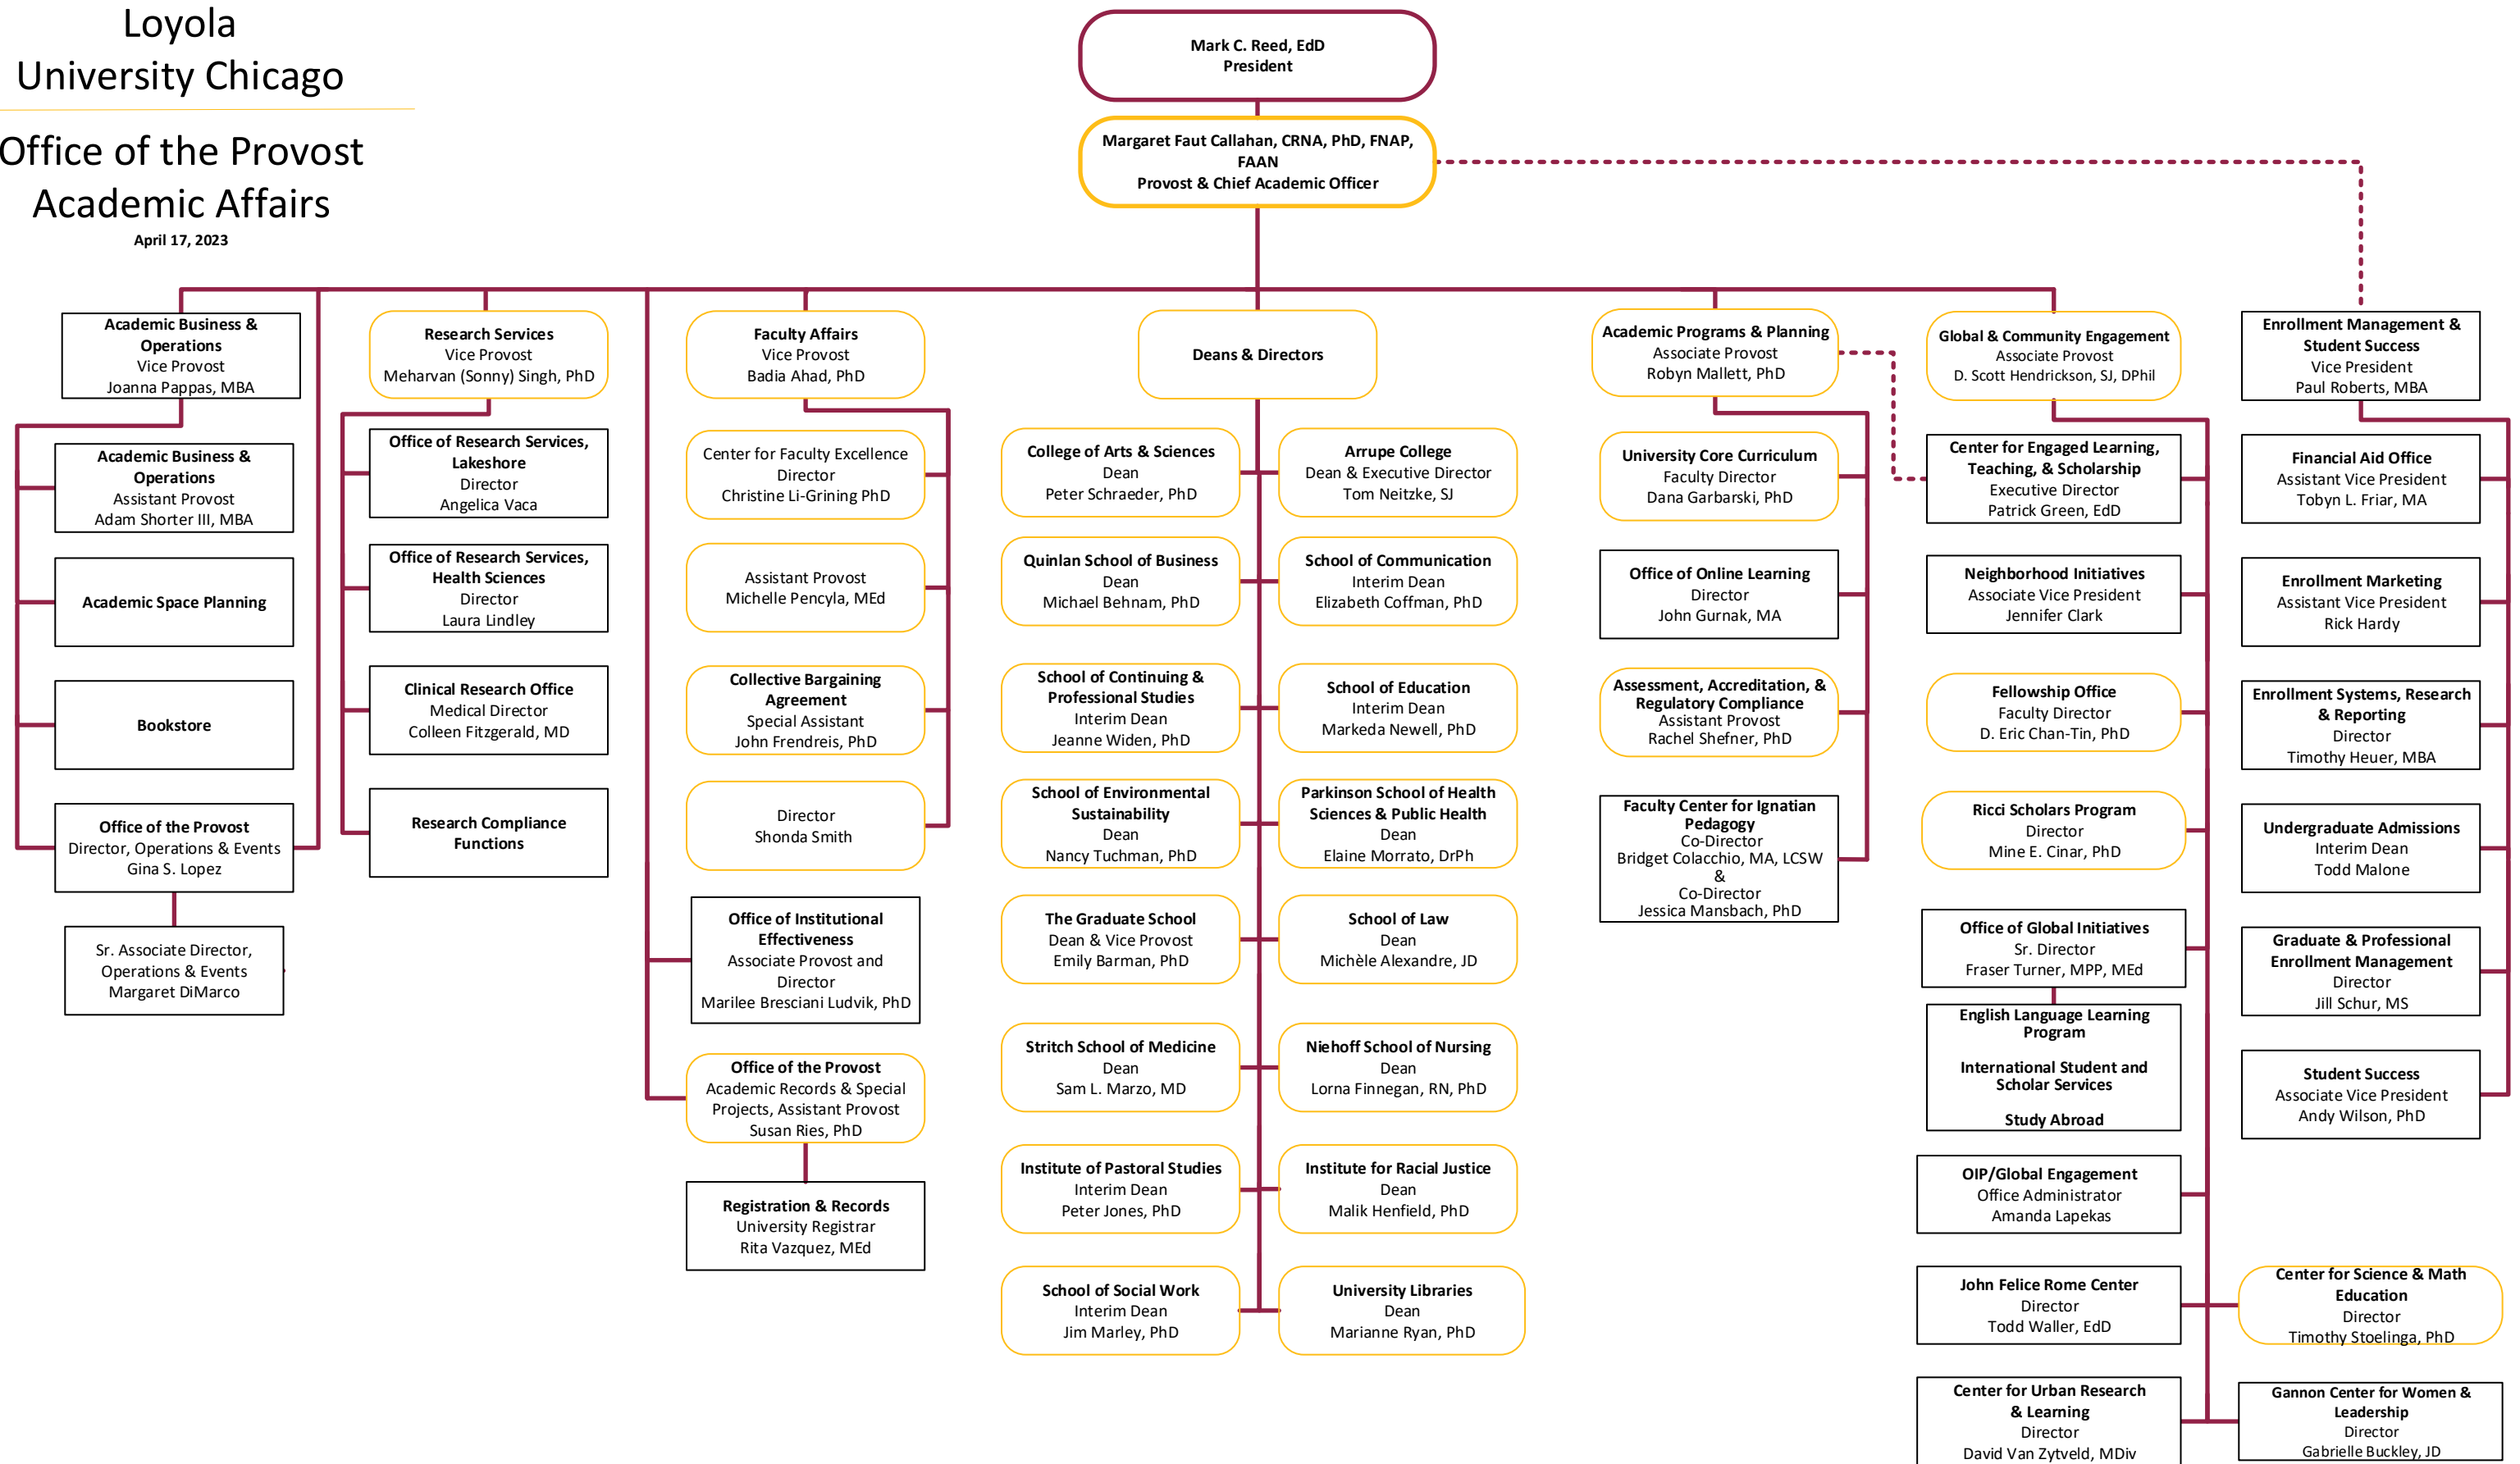 Loyola
University Chicago
Office of the Provost
Academic Affairs
April 17, 2023
Mark C. Reed, EdD
President
Margaret Faut Callahan, CRNA, PhD, FNAP,
FAAN
Provost & Chief Academic Officer
Academic Business &
Operations
Vice Provost
Joanna Pappas, MBA
Academic Business &
Operations
Assistant Provost
Adam Shorter III, MBA
Academic Space Planning
Bookstore
Office of the Provost
Director, Operations & Events
Gina S. Lopez
Sr. Associate Director,
Operations & Events
Margaret DiMarco
Research Services
Vice Provost
Meharvan (Sonny) Singh, PhD
Office of Research Services,
Lakeshore
Director
Angelica Vaca
Office of Research Services,
Health Sciences
Director
Laura Lindley
Clinical Research Office
Medical Director
Colleen Fitzgerald, MD
Research Compliance
Functions
Faculty Affairs
Vice Provost
Badia Ahad, PhD
Center for Faculty Excellence
Director
Christine Li-Grining PhD
Assistant Provost
Michelle Pencyla, MEd
Collective Bargaining
Agreement
Special Assistant
John Frendreis, PhD
Director
Shonda Smith
Office of Institutional
Effectiveness
Associate Provost and
Director
Marilee Bresciani Ludvik, PhD
Office of the Provost
Academic Records & Special
Projects, Assistant Provost
Susan Ries, PhD
Registration & Records
University Registrar
Rita Vazquez, MEd
Deans & Directors
College of Arts & Sciences
Dean
Peter Schraeder, PhD
Arrupe College
Dean & Executive Director
Tom Neitzke, SJ
Quinlan School of Business
Dean
Michael Behnam, PhD
School of Communication
Interim Dean
Elizabeth Coffman, PhD
School of Continuing &
Professional Studies
Interim Dean
Jeanne Widen, PhD
School of Education
Interim Dean
Markeda Newell, PhD
School of Environmental
Sustainability
Dean
Nancy Tuchman, PhD
Parkinson School of Health
Sciences & Public Health
Dean
Elaine Morrato, DrPh
The Graduate School
Dean & Vice Provost
Emily Barman, PhD
School of Law
Dean
Michèle Alexandre, JD
Stritch School of Medicine
Dean
Sam L. Marzo, MD
Niehoff School of Nursing
Dean
Lorna Finnegan, RN, PhD
Institute of Pastoral Studies
Interim Dean
Peter Jones, PhD
Institute for Racial Justice
Dean
Malik Henfield, PhD
School of Social Work
Interim Dean
Jim Marley, PhD
University Libraries
Dean
Marianne Ryan, PhD
Academic Programs & Planning
Associate Provost
Robyn Mallett, PhD
University Core Curriculum
Faculty Director
Dana Garbarski, PhD
Office of Online Learning
Director
John Gurnak, MA
Assessment, Accreditation, &
Regulatory Compliance
Assistant Provost
Rachel Shefner, PhD
Faculty Center for Ignatian
Pedagogy
Co-Director
Bridget Colacchio, MA, LCSW
&
Co-Director
Jessica Mansbach, PhD
Global & Community Engagement
Associate Provost
D. Scott Hendrickson, SJ, DPhil
Center for Engaged Learning,
Teaching, & Scholarship
Executive Director
Patrick Green, EdD
Neighborhood Initiatives
Associate Vice President
Jennifer Clark
Fellowship Office
Faculty Director
D. Eric Chan-Tin, PhD
Ricci Scholars Program
Director
Mine E. Cinar, PhD
Office of Global Initiatives
Sr. Director
Fraser Turner, MPP, MEd
English Language Learning
Program
International Student and
Scholar Services
Study Abroad
OIP/Global Engagement
Office Administrator
Amanda Lapekas
John Felice Rome Center
Director
Todd Waller, EdD
Center for Science & Math
Education
Director
Timothy Stoelinga, PhD
Center for Urban Research
& Learning
Director
David Van Zytveld, MDiv
Gannon Center for Women &
Leadership
Director
Gabrielle Buckley, JD
Enrollment Management &
Student Success
Vice President
Paul Roberts, MBA
Financial Aid Office
Assistant Vice President
Tobyn L. Friar, MA
Enrollment Marketing
Assistant Vice President
Rick Hardy
Enrollment Systems, Research
& Reporting
Director
Timothy Heuer, MBA
Undergraduate Admissions
Interim Dean
Todd Malone
Graduate & Professional
Enrollment Management
Director
Jill Schur, MS
Student Success
Associate Vice President
Andy Wilson, PhD